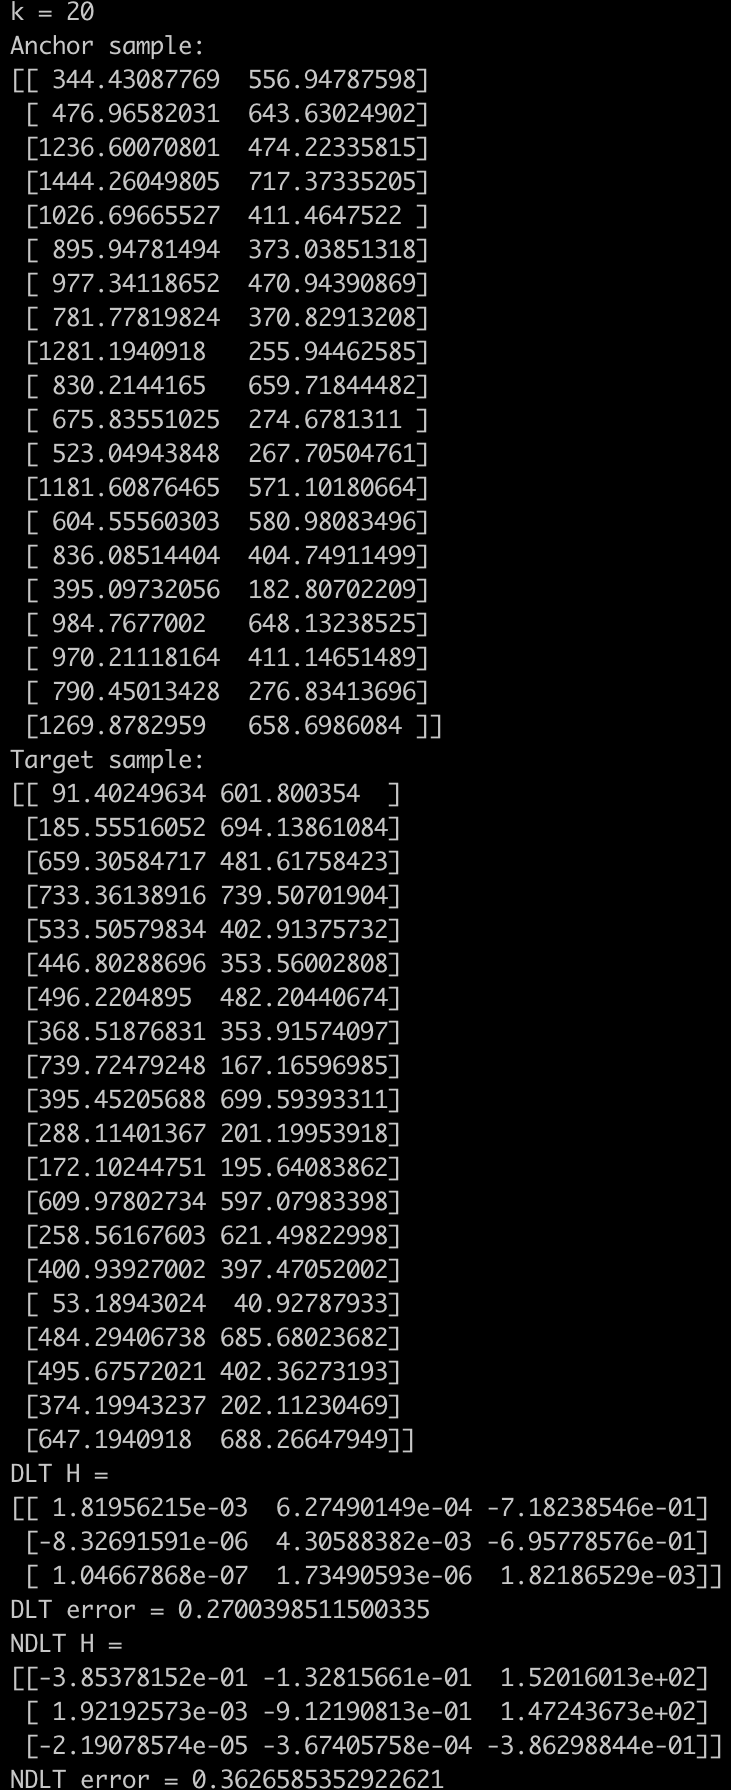 k = 20
Anchor sample:
[[ 344.43087769  556.94787598]
 [ 476.96582031  643.63024902]
 [1236.60070801  474.22335815]
 [1444.26049805  717.37335205]
 [1026.69665527  411.4647522 ]
 [ 895.94781494  373.03851318]
 [ 977.34118652  470.94390869]
 [ 781.77819824  370.82913208]
 [1281.1940918   255.94462585]
 [ 830.2144165   659.71844482]
 [ 675.83551025  274.6781311 ]
 [ 523.04943848  267.70504761]
 [1181.60876465  571.10180664]
 [ 604.55560303  580.98083496]
 [ 836.08514404  404.74911499]
 [ 395.09732056  182.80702209]
 [ 984.7677002   648.13238525]
 [ 970.21118164  411.14651489]
 [ 790.45013428  276.83413696]
 [1269.8782959   658.6986084 ]]
Target sample:
[[ 91.40249634 601.800354  ]
 [185.55516052 694.13861084]
 [659.30584717 481.61758423]
 [733.36138916 739.50701904]
 [533.50579834 402.91375732]
 [446.80288696 353.56002808]
 [496.2204895  482.20440674]
 [368.51876831 353.91574097]
 [739.72479248 167.16596985]
 [395.45205688 699.59393311]
 [288.11401367 201.19953918]
 [172.10244751 195.64083862]
 [609.97802734 597.07983398]
 [258.56167603 621.49822998]
 [400.93927002 397.47052002]
 [ 53.18943024  40.92787933]
 [484.29406738 685.68023682]
 [495.67572021 402.36273193]
 [374.19943237 202.11230469]
 [647.1940918  688.26647949]]
DLT H =
[[ 1.81956215e-03  6.27490149e-04 -7.18238546e-01]
 [-8.32691591e-06  4.30588382e-03 -6.95778576e-01]
 [ 1.04667868e-07  1.73490593e-06  1.82186529e-03]]
DLT error = 0.2700398511500335
NDLT H =
[[-3.85378152e-01 -1.32815661e-01  1.52016013e+02]
 [ 1.92192573e-03 -9.12190813e-01  1.47243673e+02]
 [-2.19078574e-05 -3.67405758e-04 -3.86298844e-01]]
NDLT error = 0.3626585352922621